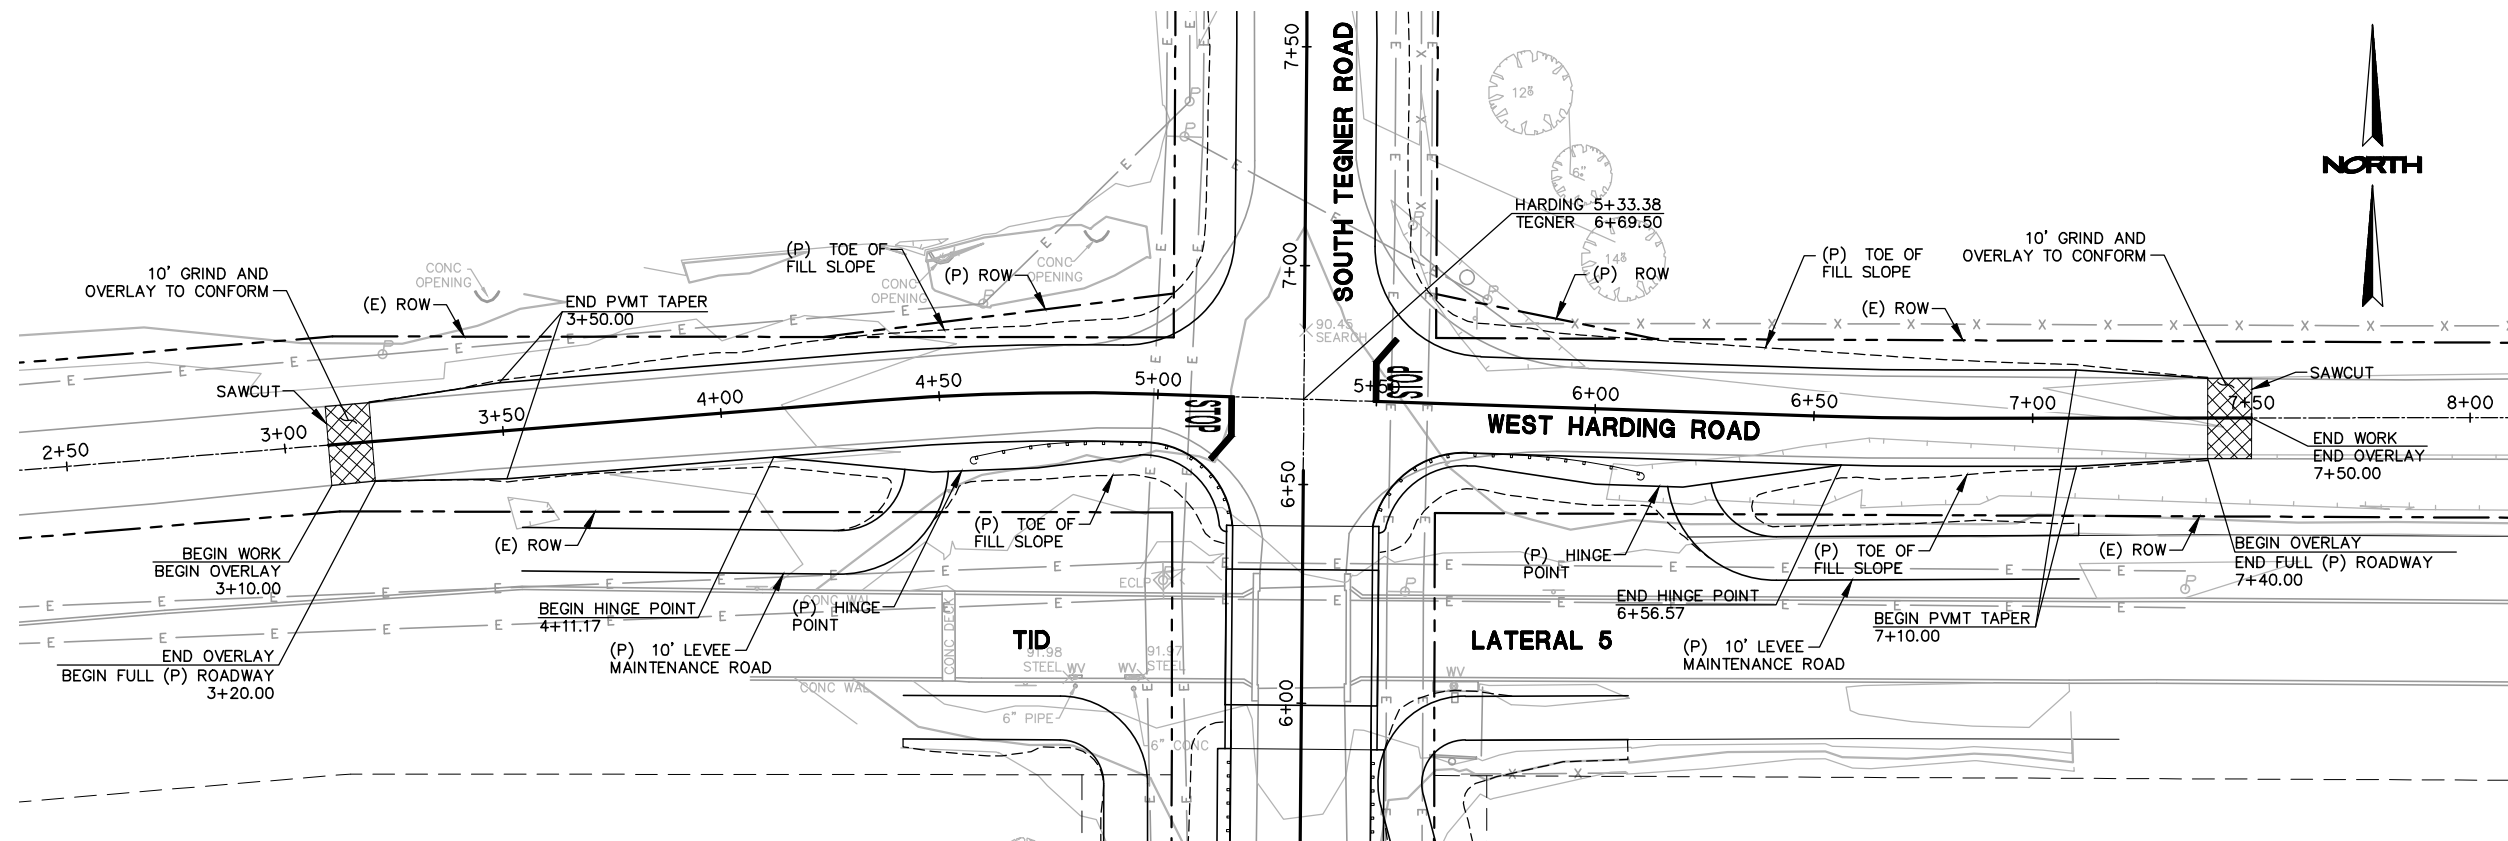 7+50
SOUTH TEGNER ROAD
12"
6"
NORTH
HARDING 5+33.38
TEGNER 6+69.50
(P) TOE OF
FILL SLOPE
(P) ROW
CONC
OPENING
CONC
OPENING
CONC
OPENING
10' GRIND AND
OVERLAY TO CONFORM
(E) ROW
END PVMT TAPER
3+50.00
7+00
14"
(P) ROW
(P) TOE OF
FILL SLOPE
(E) ROW
10' GRIND AND
OVERLAY TO CONFORM
90.45
SEARCH
SAWCUT
SAWCUT
2+50
3+00
3+50
4+00
4+50
5+00
STOP
STOP
5+50
6+00
6+50
7+00
7+50
8+00
WEST HARDING ROAD
END WORK
END OVERLAY
7+50.00
6+50
(E) ROW
(P) TOE OF
FILL SLOPE
BEGIN WORK
BEGIN OVERLAY
3+10.00
ECLP
(P) HINGE
POINT
(P) TOE OF
FILL SLOPE
(E) ROW
BEGIN OVERLAY
END FULL (P) ROADWAY
7+40.00
CONC WAL
BEGIN HINGE POINT
4+11.17
(P) HINGE
POINT
END HINGE POINT
6+56.57
BEGIN PVMT TAPER
7+10.00
CONC DECK
TID
LATERAL 5
(P) 10' LEVEE
MAINTENANCE ROAD
(P) 10' LEVEE
MAINTENANCE ROAD
END OVERLAY
BEGIN FULL (P) ROADWAY
3+20.00
91.98
STEEL
WV
WV
91.97
STEEL
WV
CONC WAL
6" PIPE
6" CONC
6+00